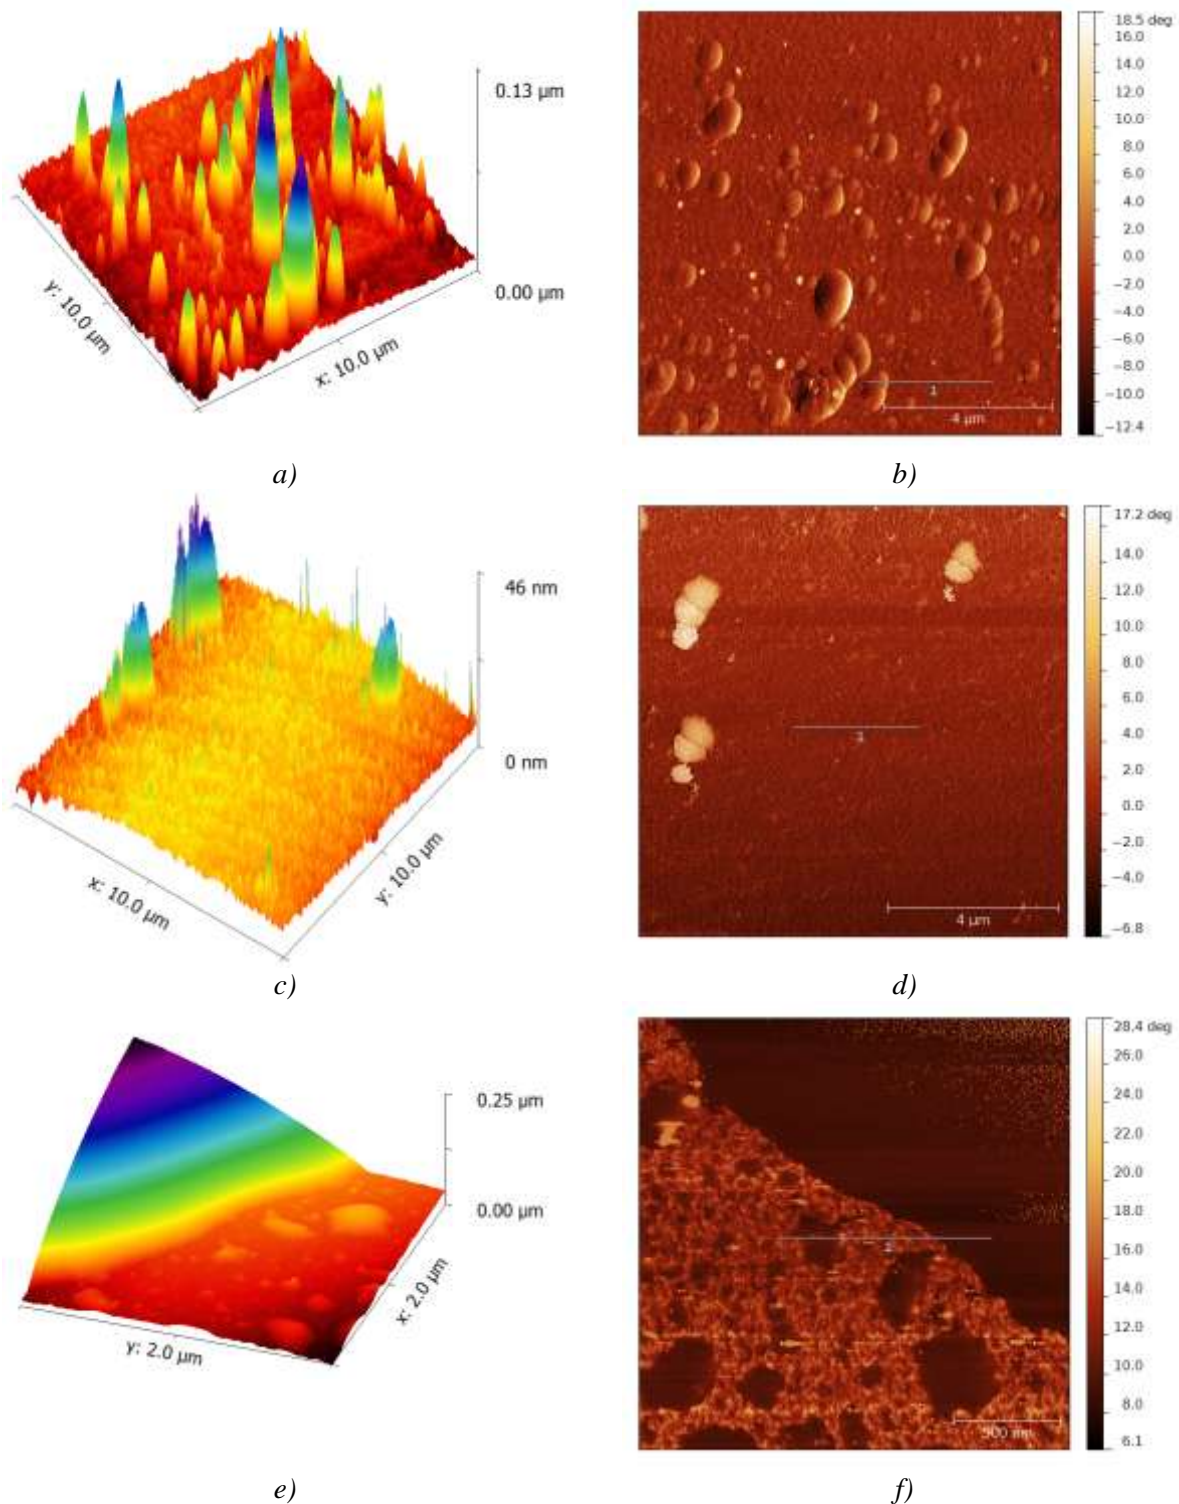 0.13 µm
0.00 µm
y: 10.0 µm
x: 10.0 µm
18.5 deg
16.0
14.0
12.0
10.0
8.0
6.0
4.0
2.0
0.0
−2.0
−4.0
−6.0
−8.0
−10.0
−12.4
1
4 µm
a)
b)
46 nm
0 nm
x: 10.0 µm
y: 10.0 µm
17.2 deg
14.0
12.0
10.0
8.0
6.0
4.0
2.0
0.0
−2.0
−4.0
−6.8
4 µm
c)
d)
0.25 µm
0.00 µm
x: 2.0 µm
y: 2.0 µm
28.4 deg
26.0
24.0
22.0
20.0
18.0
16.0
14.0
12.0
10.0
8.0
6.1
500 nm
e)
f)